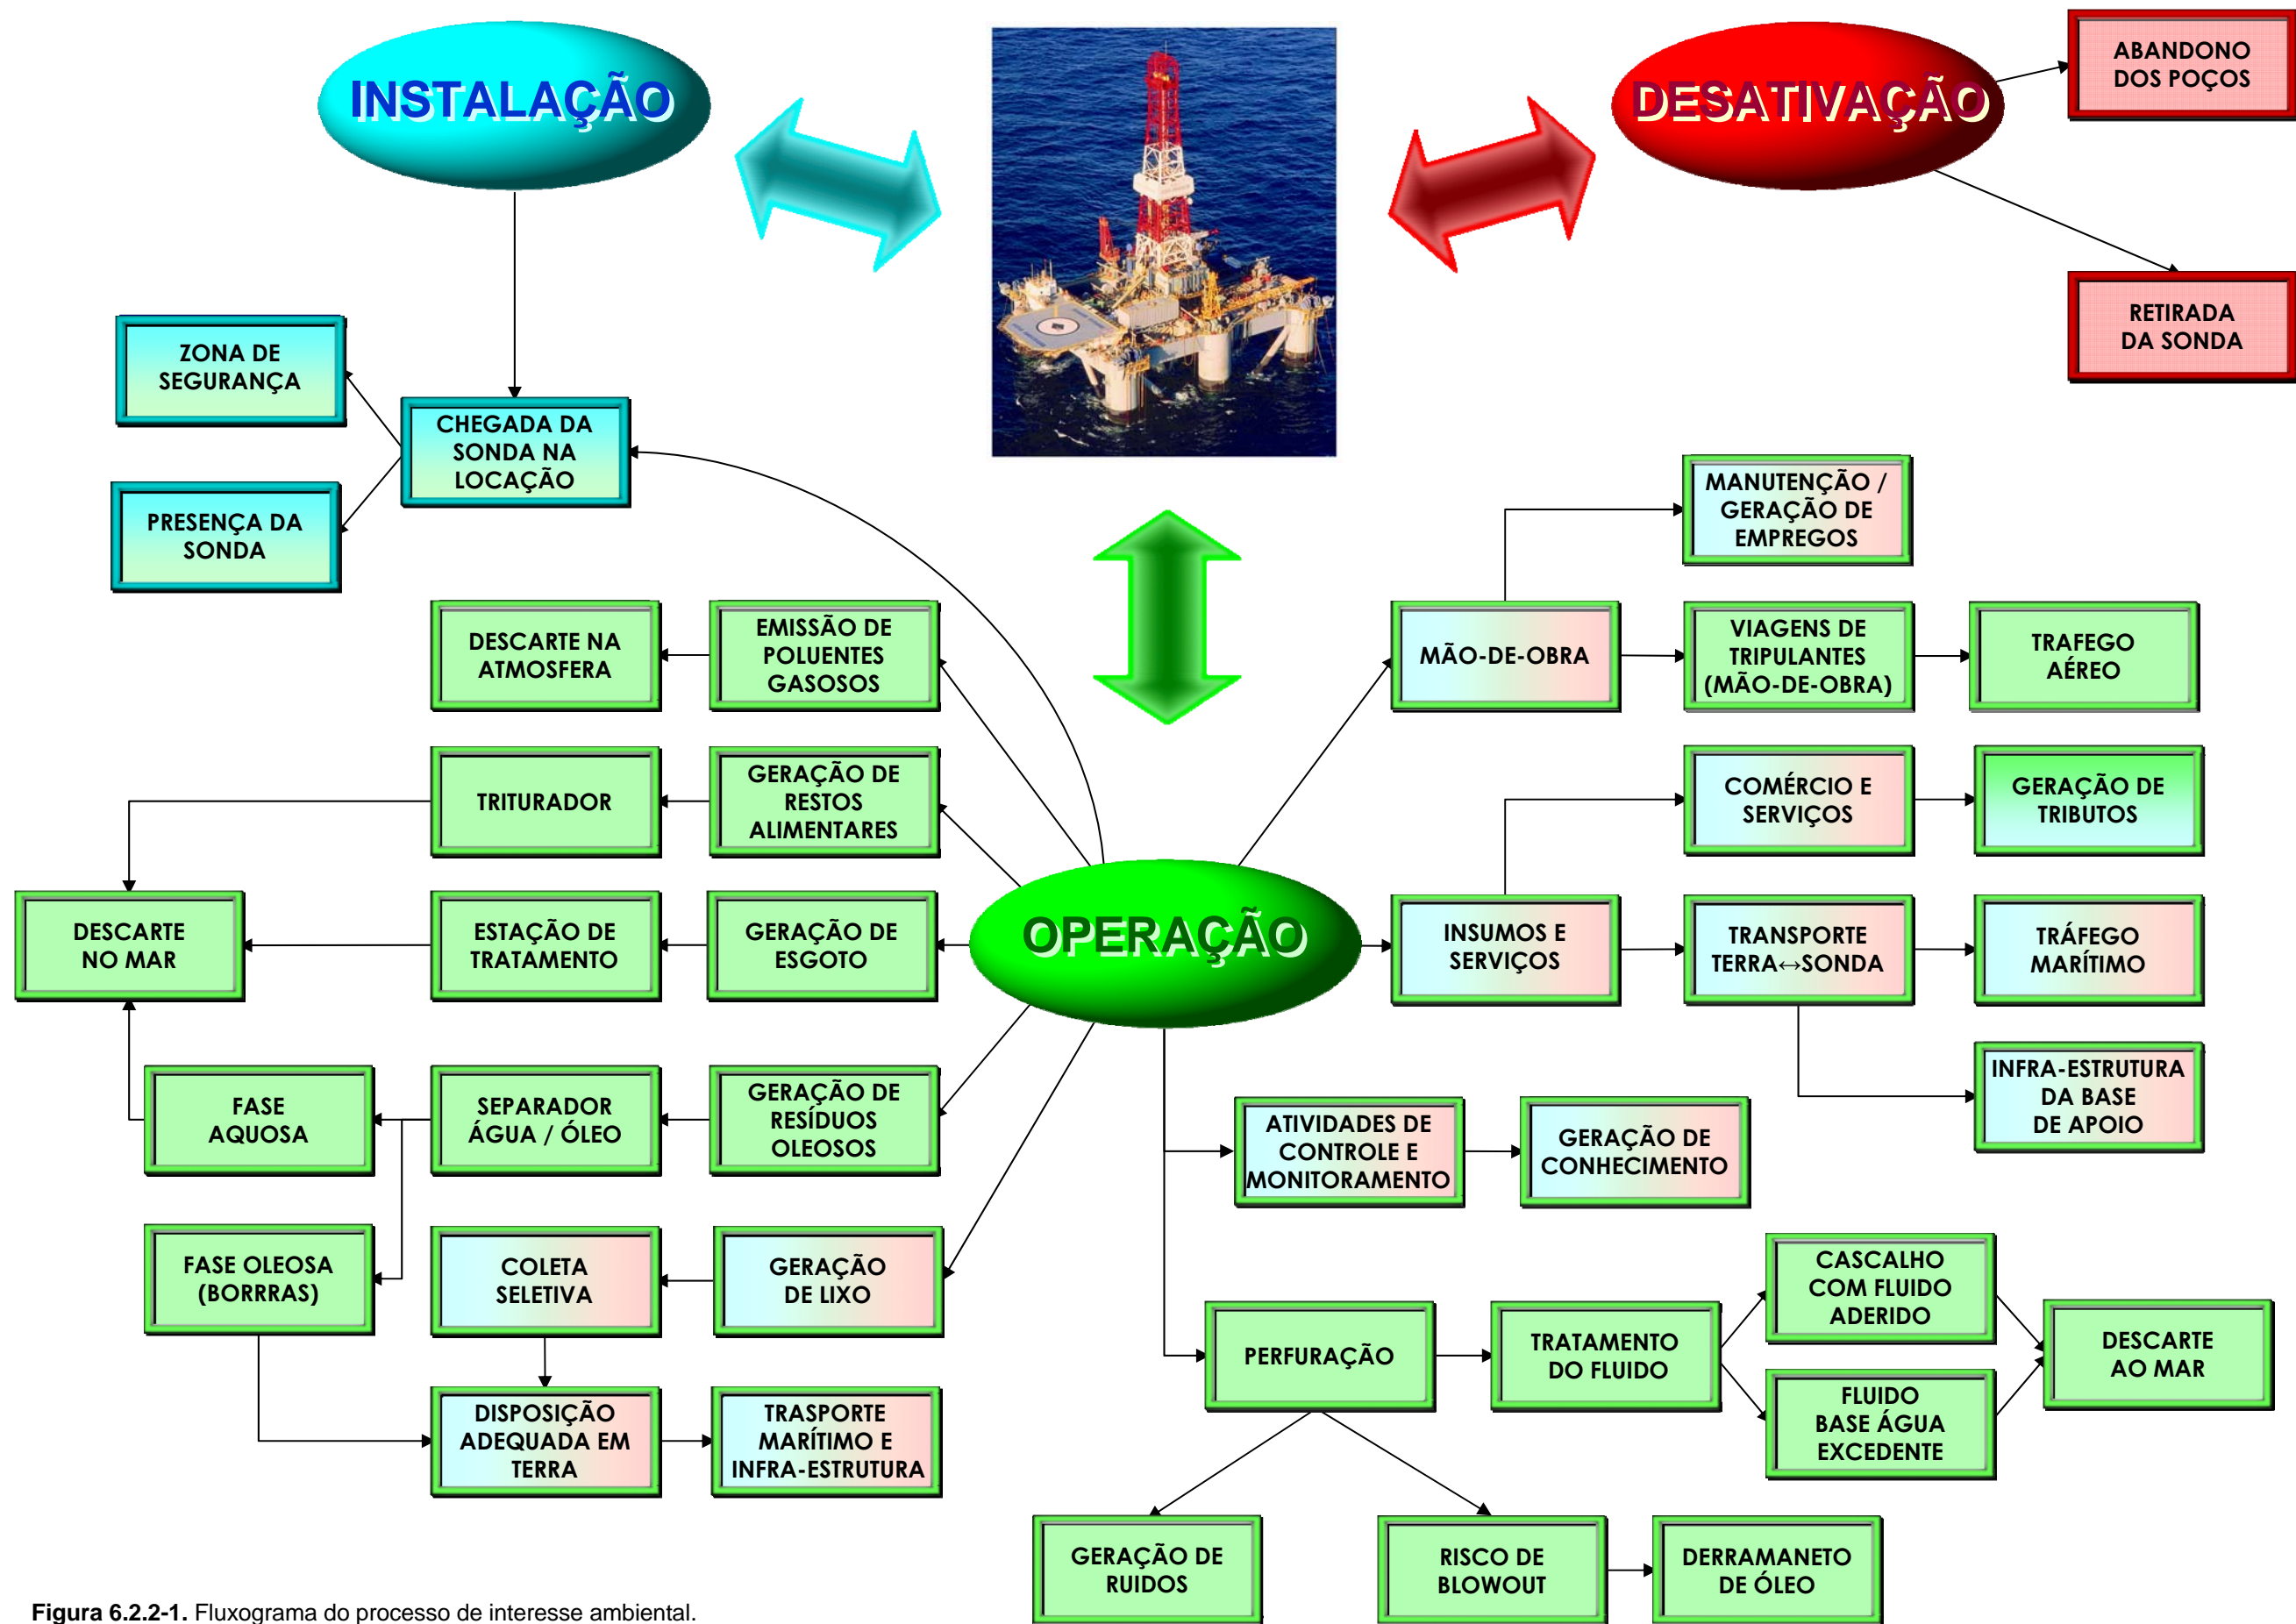 INSTALAÇÃO
DESATIVAÇÃO
ABANDONO
DOS POÇOS
RETIRADA
DA SONDA
ZONA DE
SEGURANÇA
CHEGADA DA
SONDA NA
LOCAÇÃO
PRESENÇA DA
SONDA
MANUTENÇÃO /
GERAÇÃO DE
EMPREGOS
DESCARTE NA
ATMOSFERA
EMISSÃO DE
POLUENTES
GASOSOS
MÃO-DE-OBRA
VIAGENS DE
TRIPULANTES
(MÃO-DE-OBRA)
TRAFEGO
AÉREO
TRITURADOR
GERAÇÃO DE
RESTOS
ALIMENTARES
COMÉRCIO E
SERVIÇOS
GERAÇÃO DE
TRIBUTOS
DESCARTE
NO MAR
ESTAÇÃO DE
TRATAMENTO
GERAÇÃO DE
ESGOTO
OPERAÇÃO
INSUMOS E
SERVIÇOS
TRANSPORTE
TERRA↔SONDA
TRÁFEGO
MARÍTIMO
FASE
AQUOSA
SEPARADOR
ÁGUA / ÓLEO
GERAÇÃO DE
RESÍDUOS
OLEOSOS
INFRA-ESTRUTURA
DA BASE
DE APOIO
ATIVIDADES DE
CONTROLE E
MONITORAMENTO
GERAÇÃO DE
CONHECIMENTO
FASE OLEOSA
(BORRRAS)
COLETA
SELETIVA
GERAÇÃO
DE LIXO
CASCALHO
COM FLUIDO
ADERIDO
PERFURAÇÃO
TRATAMENTO
DO FLUIDO
DESCARTE
AO MAR
FLUIDO
BASE ÁGUA
EXCEDENTE
DISPOSIÇÃO
ADEQUADA EM
TERRA
TRASPORTE
MARÍTIMO E
INFRA-ESTRUTURA
GERAÇÃO DE
RUIDOS
RISCO DE
BLOWOUT
DERRAMANETO
DE ÓLEO
Figura 6.2.2-1. Fluxograma do processo de interesse ambiental.